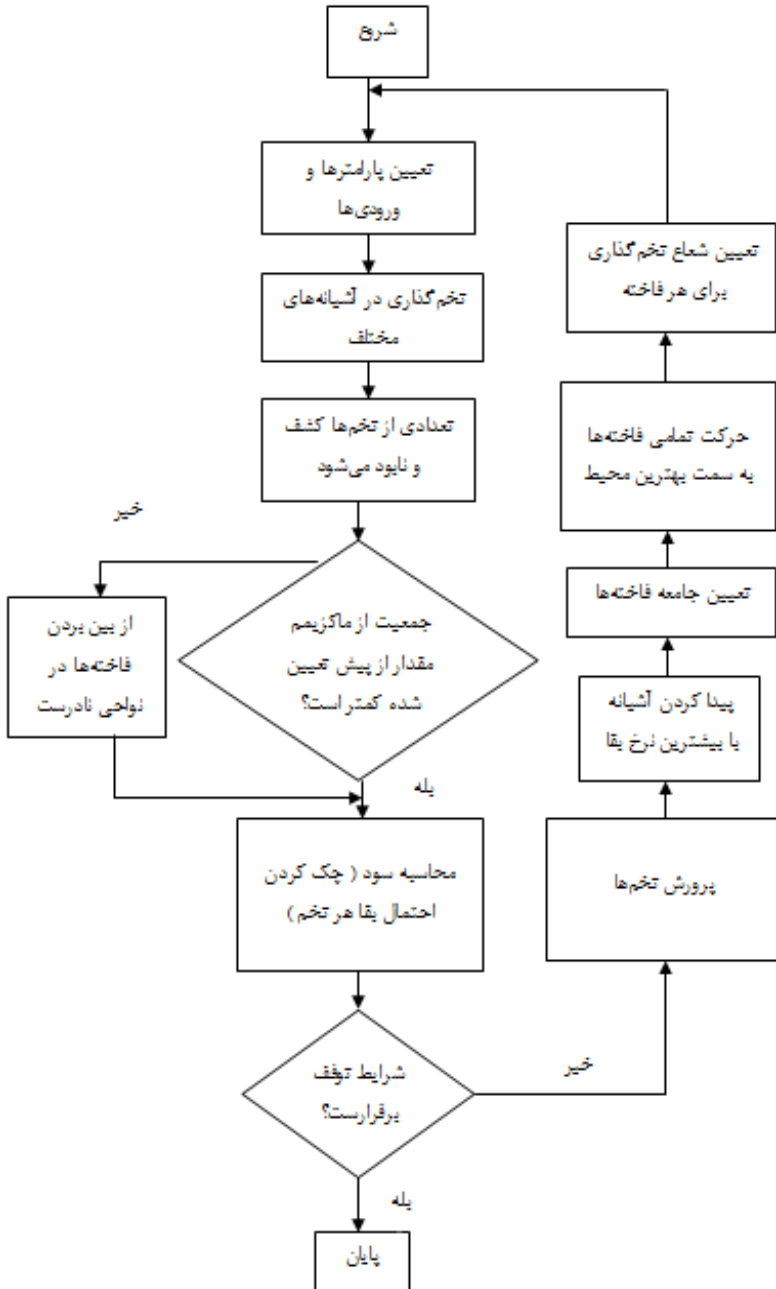 شروع
تعیین پارامترها و
ورودی‌ها
تخم‌گذاری در آشیانه‌های
مختلف
تعدادی از تخم‌ها کشف
و نابود می‌شود
خیر
جمعیت از ماکزیمم
مقدار از پیش تعیین
شده کمتر است؟
از بین بردن
فاخته‌ها در
نواحی نادرست
بله
محاسبه سود ( چک کردن
احتمال بقا هر تخم )
شرایط توقف
برقرارست؟
خیر
بله
پایان
پرورش تخم‌ها
پیدا کردن آشیانه
با بیشترین نرخ بقا
تعیین جامعه فاخته‌ها
حرکت تمامی فاخته‌ها
به سمت بهترین محیط
تعیین شعاع تخم‌گذاری
برای هر فاخته